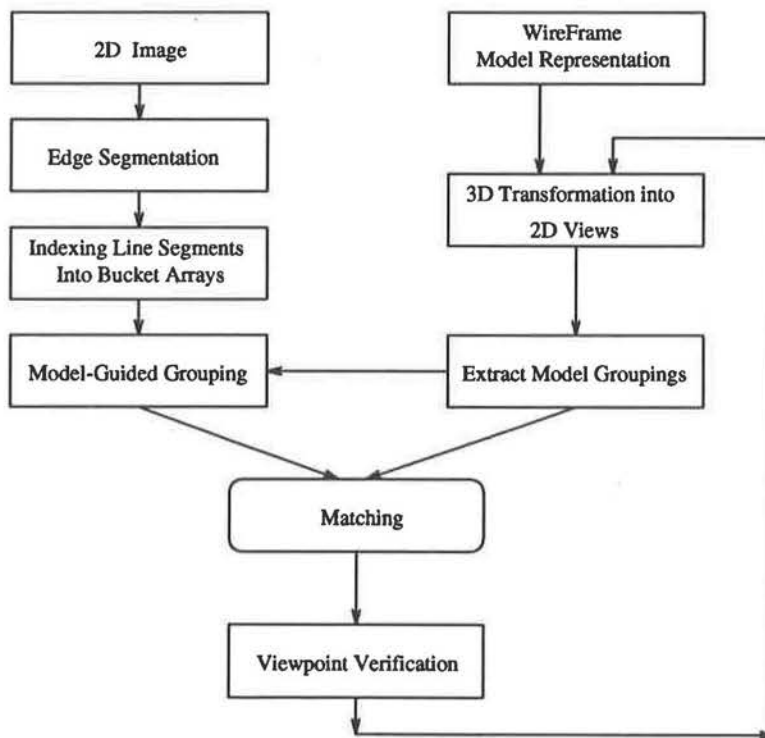 2D Image
WireFrame
Model Representation
Edge Segmentation
3D Transformation into
2D Views
Indexing Line Segments
Into Bucket Arrays
Model-Guided Grouping
Extract Model Groupings
Matching
Viewpoint Verification